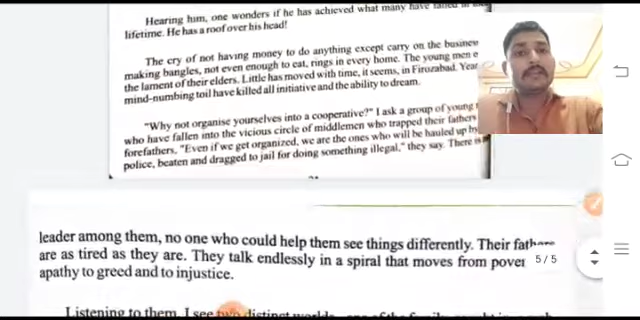 Hearing him, one wonders if he has achieved what many have failed in
lifetime. He has a roof over his head!
The cry of not having money to do anything except carry on the busine
making bangles, not even enough to eat, rings in every home. The young men e
the lament of their elders. Little has moved with time, it seems, in Firozabad. Year
mind-numbing toil have killed all initiative and the ability to dream.
"Why not organise yourselves into a cooperative?" I ask a group of young
who have fallen into the vicious circle of middlemen who trapped their fathers
forefathers. "Even if we get organized, we are the ones who will be hauled up by
police, beaten and dragged to jail for doing something illegal," they say. There is
leader among them, no one who could help them see things differently. Their fathers
are as tired as they are. They talk endlessly in a spiral that moves from pover
5/5
apathy to greed and to injustice.
Listening to them, I see two distinct